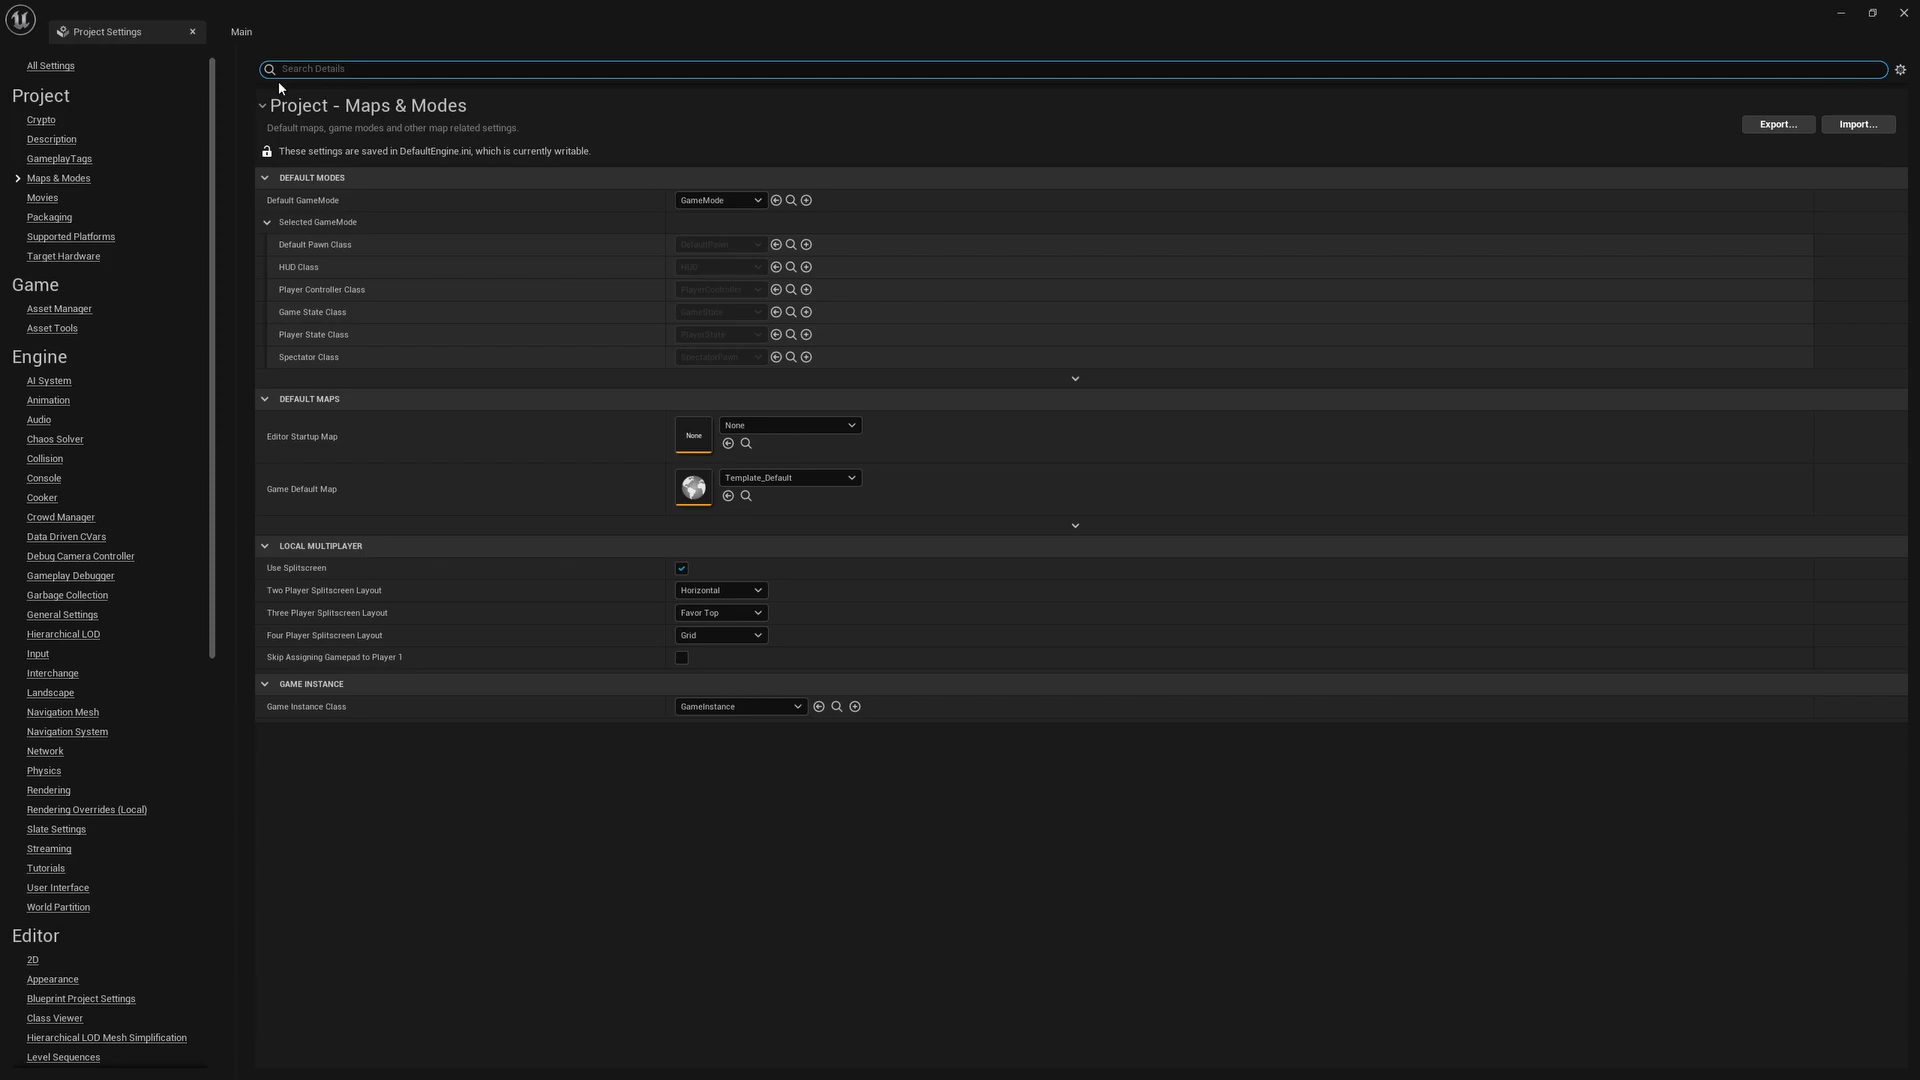 Project Settings
Main
All Settings
Project
Crypto
Description
GameplayTags
Maps & Modes
Movies
Packaging
Supported Platforms
Target Hardware
Game
Asset Manager
Asset Tools
Engine
AI System
Animation
Audio
Chaos Solver
Collision
Console
Cooker
Crowd Manager
Data Driven CVars
Debug Camera Controller
Gameplay Debugger
Garbage Collection
General Settings
Hierarchical LOD
Input
Interchange
Landscape
Navigation Mesh
Navigation System
Network
Physics
Rendering
Rendering Overrides (Local)
Slate Settings
Streaming
Tutorials
User Interface
World Partition
Editor
2D
Appearance
Blueprint Project Settings
Class Viewer
Hierarchical LOD Mesh Simplification
Level Sequences
Search Details
Project - Maps & Modes
Default maps, game modes and other map related settings.
Export... Import...
These settings are saved in DefaultEngine.ini, which is currently writable.
DEFAULT MODES
Default GameMode GameMode
Selected GameMode
Default Pawn Class DefaultPawn
HUD Class HUD
Player Controller Class PlayerController
Game State Class GameState
Player State Class PlayerState
Spectator Class SpectatorPawn
DEFAULT MAPS
Editor Startup Map None None
Game Default Map Template_Default
LOCAL MULTIPLAYER
Use Splitscreen
Two Player Splitscreen Layout Horizontal
Three Player Splitscreen Layout Favor Top
Four Player Splitscreen Layout Grid
Skip Assigning Gamepad to Player 1
GAME INSTANCE
Game Instance Class GameInstance